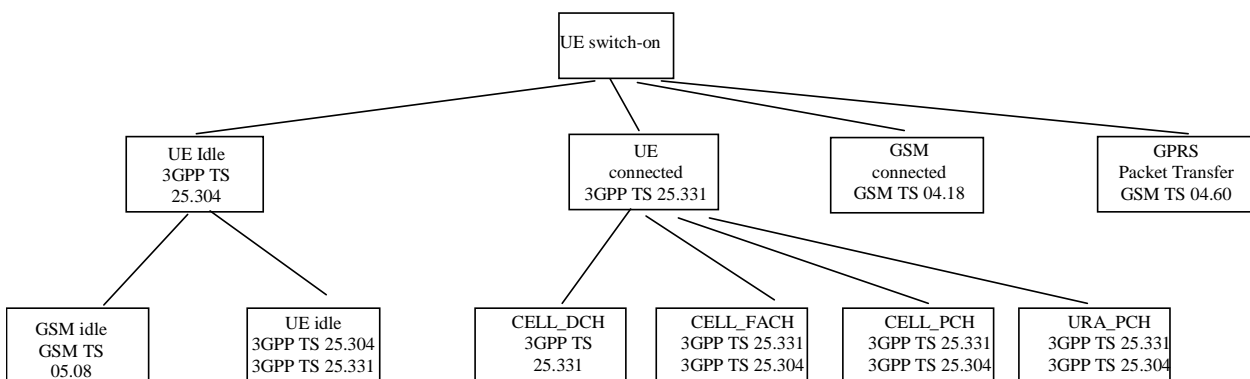 UE switch-on
UE Idle
3GPP TS
25.304
UE
connected
3GPP TS 25.331
GSM
connected
GSM TS 04.18
GPRS
Packet Transfer
GSM TS 04.60
GSM idle
GSM TS
05.08
UE idle
3GPP TS 25.304
3GPP TS 25.331
CELL_DCH
3GPP TS
25.331
CELL_FACH
3GPP TS 25.331
3GPP TS 25.304
CELL_PCH
3GPP TS 25.331
3GPP TS 25.304
URA_PCH
3GPP TS 25.331
3GPP TS 25.304